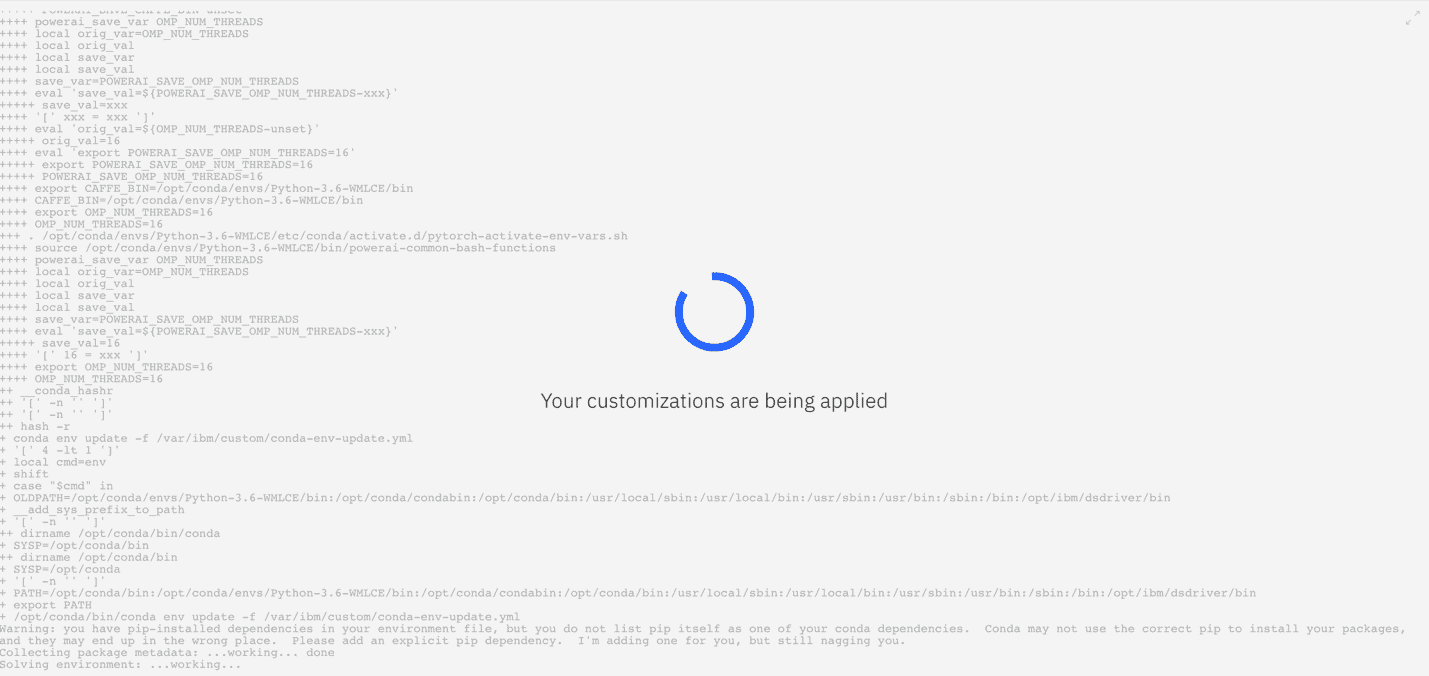 ++++ POWERAI_SAVE_CAFFE_BIN=unset
++++ powerai_save_var OMP_NUM_THREADS
++++ local orig_var=OMP_NUM_THREADS
++++ local orig_val
++++ local save_var
++++ local save_val
++++ save_var=POWERAI_SAVE_OMP_NUM_THREADS
++++ eval 'save_val=${POWERAI_SAVE_OMP_NUM_THREADS-xxx}'
+++++ save_val=xxx
++++ '[' xxx = xxx ']'
++++ eval 'orig_val=${OMP_NUM_THREADS-unset}'
+++++ orig_val=16
++++ eval 'export POWERAI_SAVE_OMP_NUM_THREADS=16'
+++++ export POWERAI_SAVE_OMP_NUM_THREADS=16
+++++ POWERAI_SAVE_OMP_NUM_THREADS=16
++++ export CAFFE_BIN=/opt/conda/envs/Python-3.6-WMLCE/bin
++++ CAFFE_BIN=/opt/conda/envs/Python-3.6-WMLCE/bin
++++ export OMP_NUM_THREADS=16
++++ OMP_NUM_THREADS=16
+++ . /opt/conda/envs/Python-3.6-WMLCE/etc/conda/activate.d/pytorch-activate-env-vars.sh
++++ source /opt/conda/envs/Python-3.6-WMLCE/bin/powerai-common-bash-functions
++++ powerai_save_var OMP_NUM_THREADS
++++ local orig_var=OMP_NUM_THREADS
++++ local orig_val
++++ local save_var
++++ local save_val
++++ save_var=POWERAI_SAVE_OMP_NUM_THREADS
++++ eval 'save_val=${POWERAI_SAVE_OMP_NUM_THREADS-xxx}'
+++++ save_val=16
++++ '[' 16 = xxx ']'
++++ export OMP_NUM_THREADS=16
++++ OMP_NUM_THREADS=16
++ __conda_hashr
++ '[' -n '' ']'
++ '[' -n '' ']'
++ hash -r
Your customizations are being applied
+ conda env update -f /var/ibm/custom/conda-env-update.yml
+ '[' 4 -lt 1 ']'
+ local cmd=env
+ shift
+ case "$cmd" in
+ OLDPATH=/opt/conda/envs/Python-3.6-WMLCE/bin:/opt/conda/condabin:/opt/conda/bin:/usr/local/sbin:/usr/local/bin:/usr/sbin:/usr/bin:/sbin:/bin:/opt/ibm/dsdriver/bin
+ __add_sys_prefix_to_path
+ '[' -n '' ']'
++ dirname /opt/conda/bin/conda
+ SYSP=/opt/conda/bin
++ dirname /opt/conda/bin
+ SYSP=/opt/conda
+ '[' -n '' ']'
+ PATH=/opt/conda/bin:/opt/conda/envs/Python-3.6-WMLCE/bin:/opt/conda/condabin:/opt/conda/bin:/usr/local/sbin:/usr/local/bin:/usr/sbin:/usr/bin:/sbin:/bin:/opt/ibm/dsdriver/bin
+ export PATH
+ /opt/conda/bin/conda env update -f /var/ibm/custom/conda-env-update.yml
Warning: you have pip-installed dependencies in your environment file, but you do not list pip itself as one of your conda dependencies.  Conda may not use the correct pip to install your packages,
and they may end up in the wrong place.  Please add an explicit pip dependency.  I'm adding one for you, but still nagging you.
Collecting package metadata: ...working... done
Solving environment: ...working...